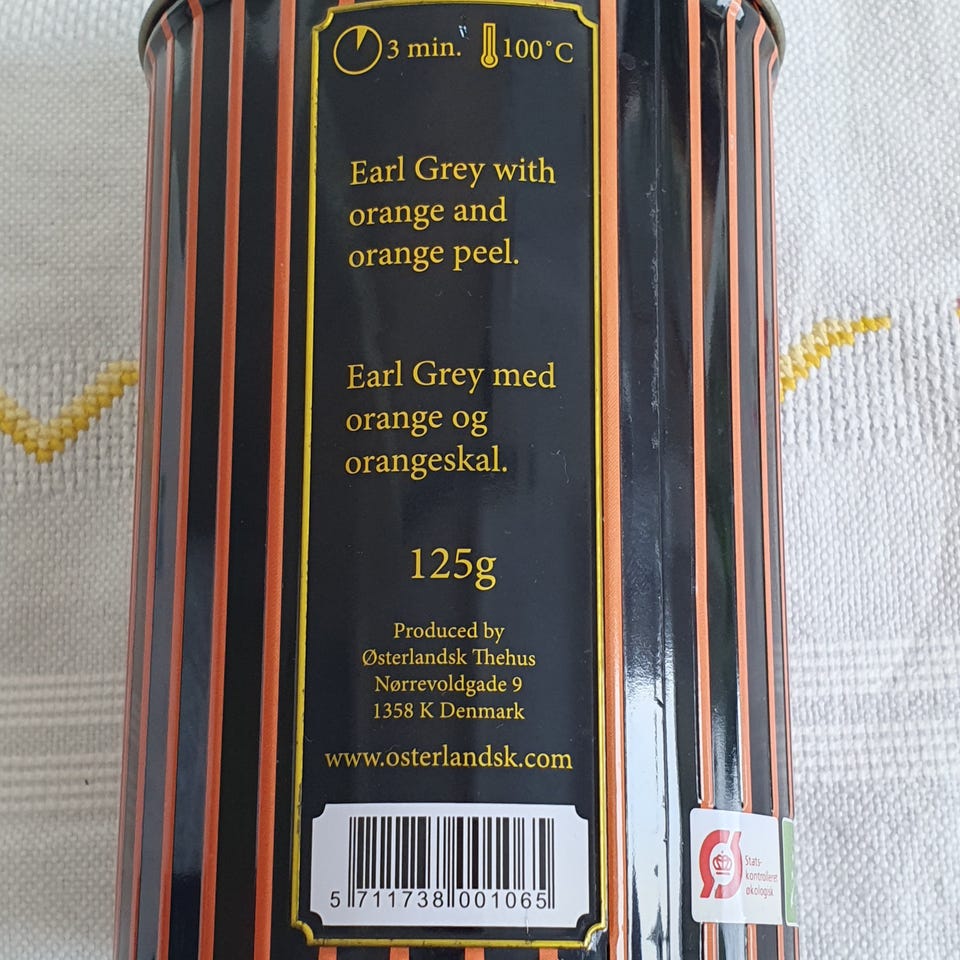 3 min. 100°C
Earl Grey with
orange and
orange peel.
Earl Grey med
orange og
orangeskal.
125g
Produced by
Østerlandsk Thehus
Nørrevoldgade 9
1358 K Denmark
www.osterlandsk.com
5 711738 001065
Ø
Stats-
kontrolleret
økologisk